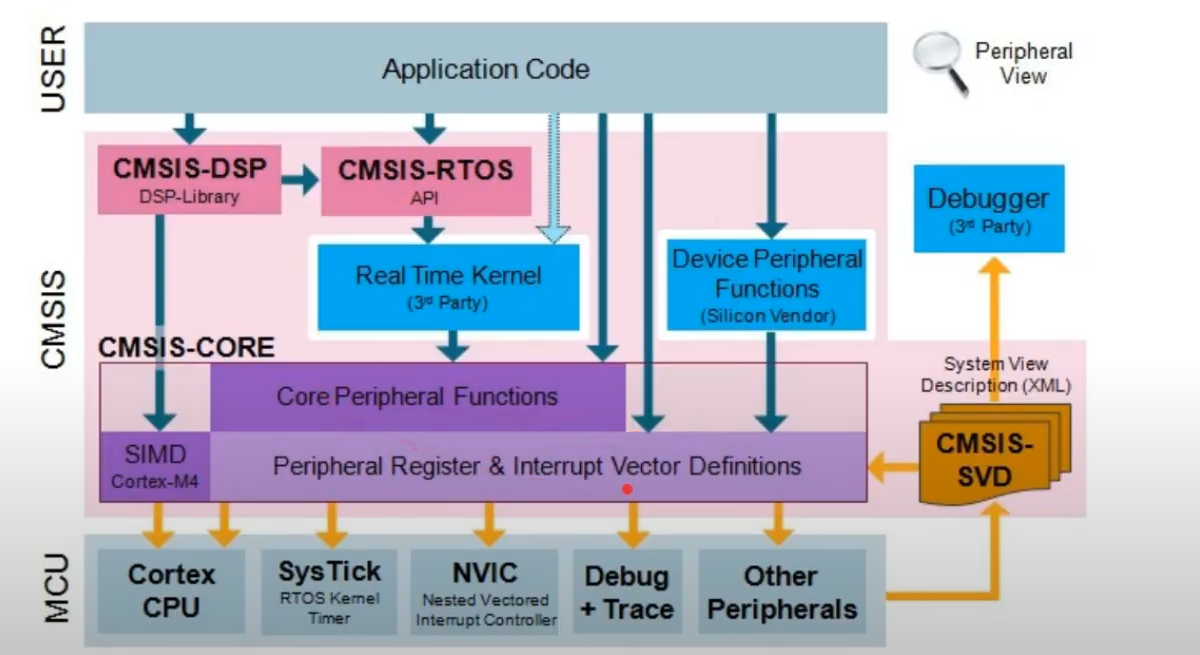 USER
Application Code
Peripheral
View
CMSIS
CMSIS-DSP
DSP-Library
CMSIS-RTOS
API
Real Time Kernel
(3rd Party)
Device Peripheral
Functions
(Silicon Vendor)
Debugger
(3rd Party)
CMSIS-CORE
Core Peripheral Functions
SIMD
Cortex-M4
Peripheral Register & Interrupt Vector Definitions
System View
Description (XML)
CMSIS-
SVD
MCU
Cortex
CPU
SysTick
RTOS Kernel
Timer
NVIC
Nested Vectored
Interrupt Controller
Debug
+ Trace
Other
Peripherals